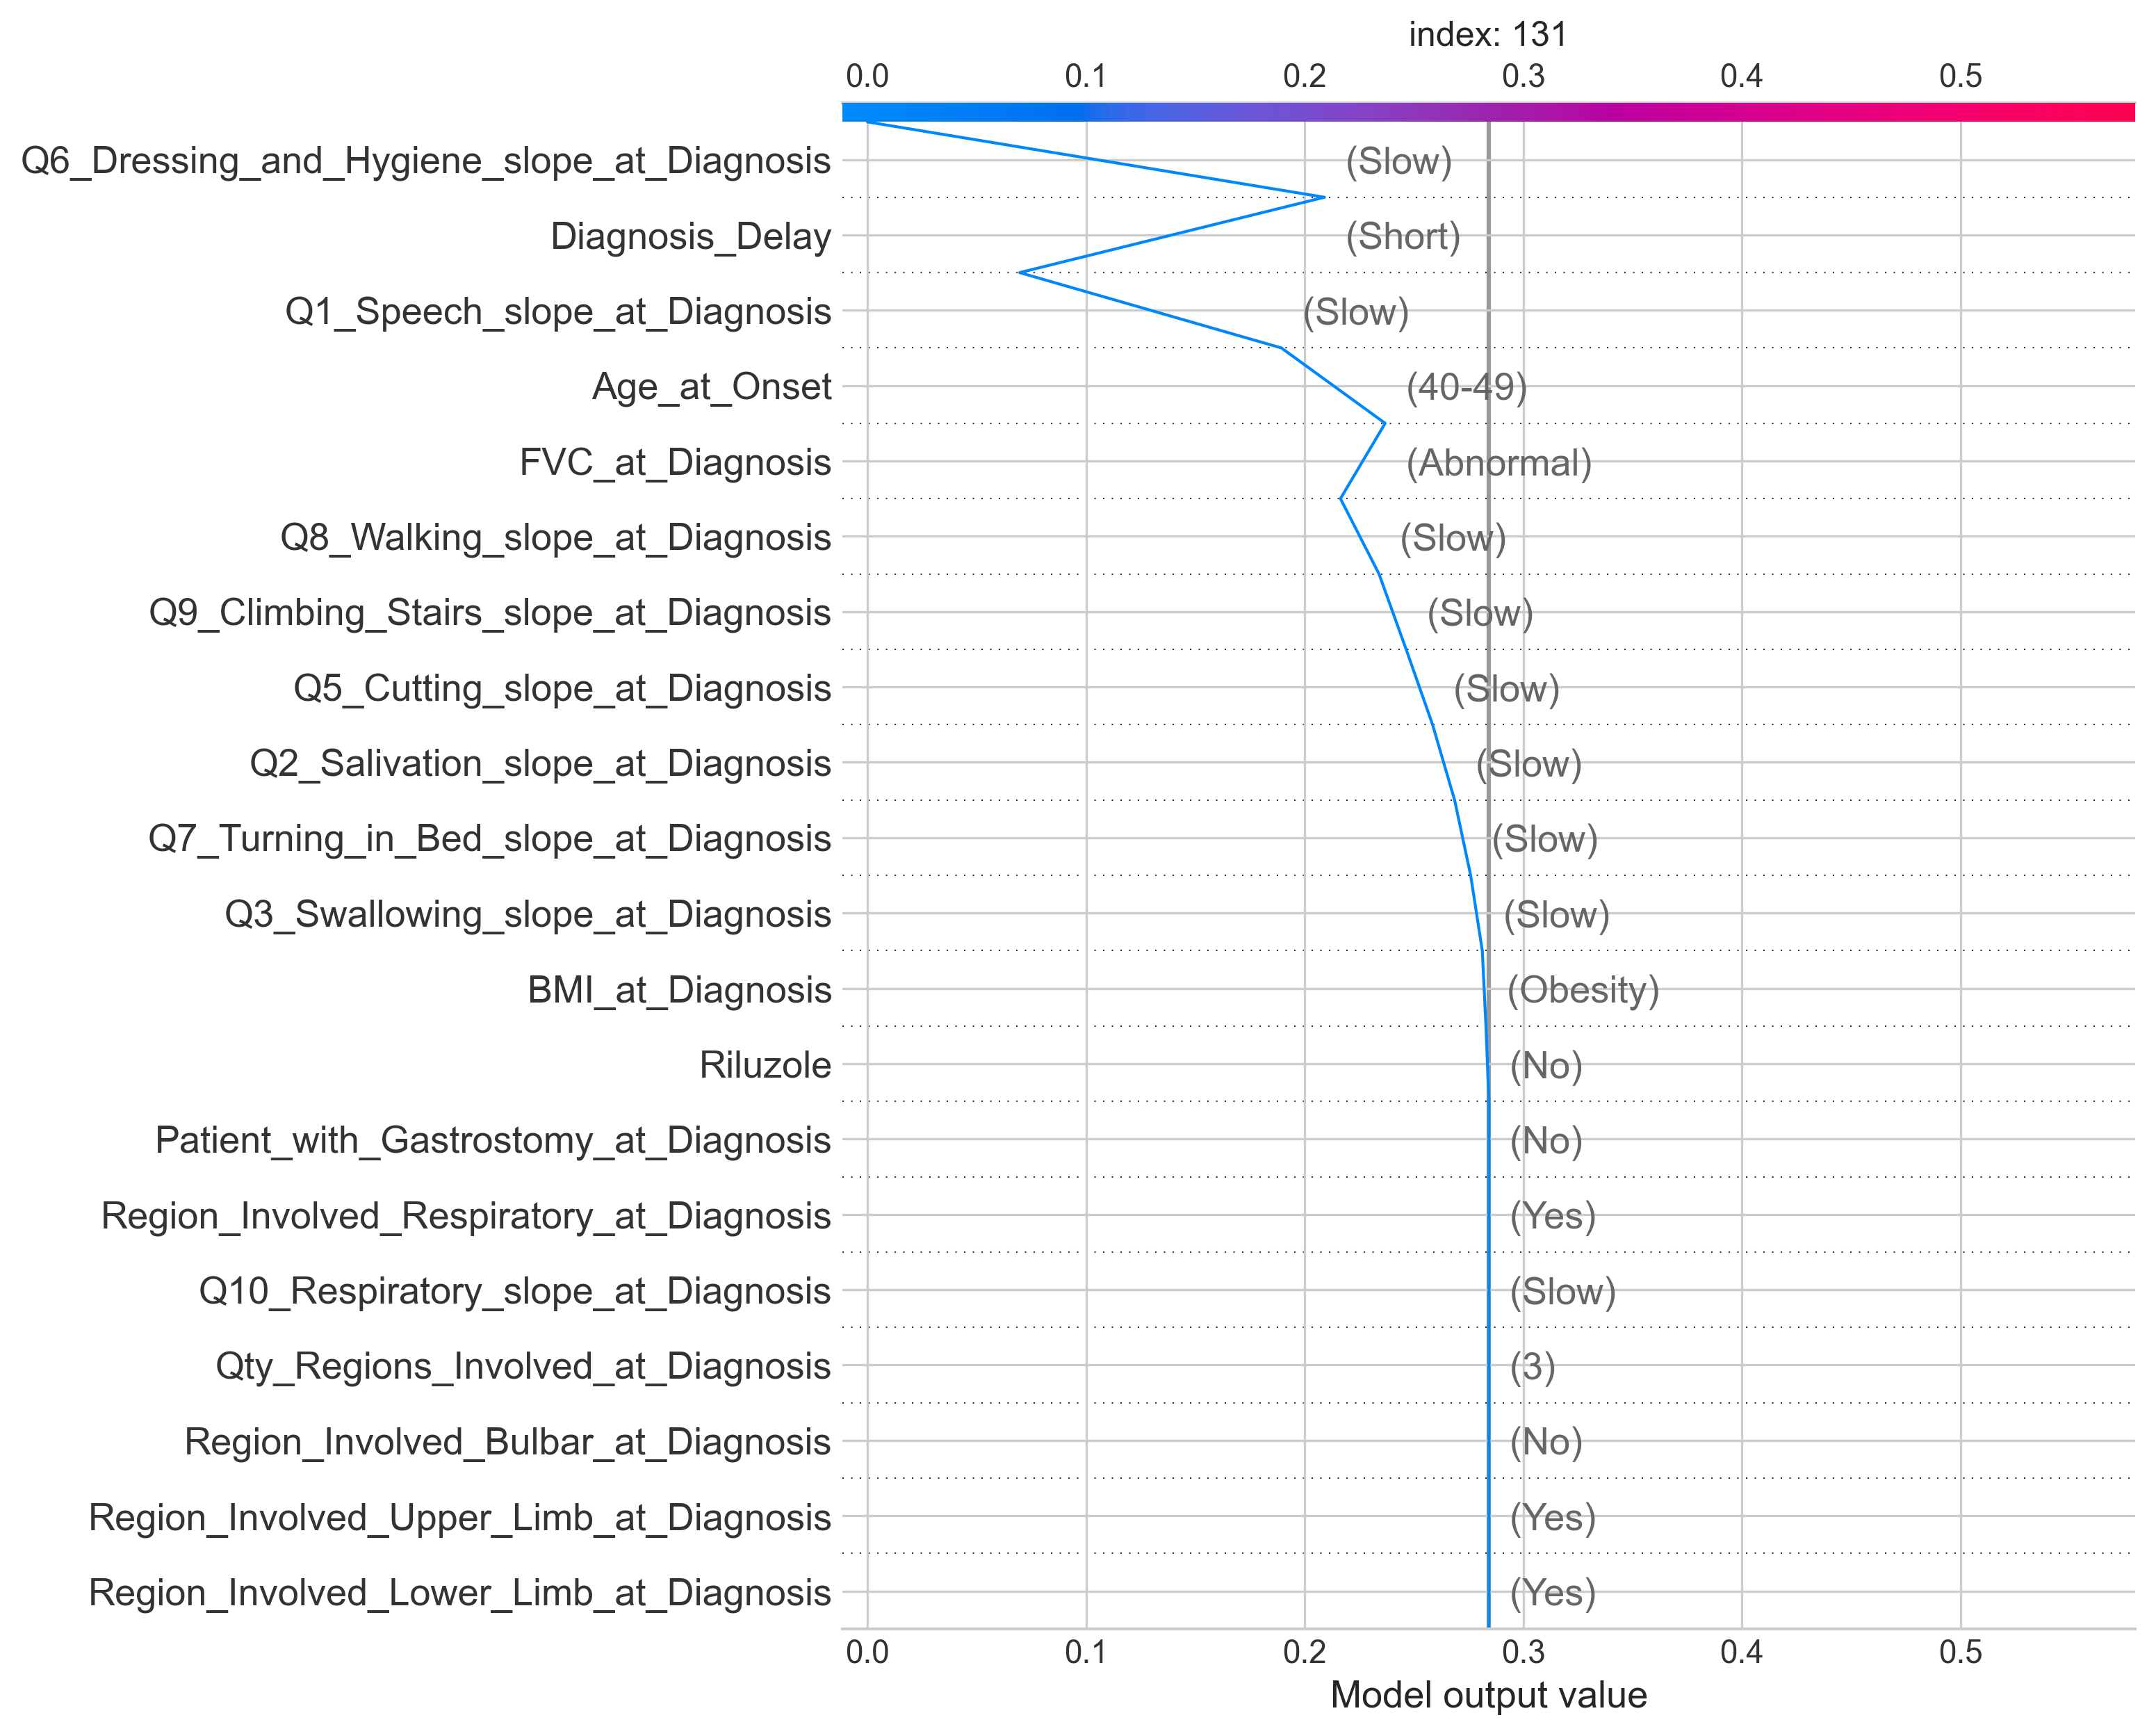 index: 131
0.0 0.1 0.2 0.3 0.4 0.5
Q6_Dressing_and_Hygiene_slope_at_Diagnosis (Slow)
Diagnosis_Delay (Short)
Q1_Speech_slope_at_Diagnosis (Slow)
Age_at_Onset (40-49)
FVC_at_Diagnosis (Abnormal)
Q8_Walking_slope_at_Diagnosis (Slow)
Q9_Climbing_Stairs_slope_at_Diagnosis (Slow)
Q5_Cutting_slope_at_Diagnosis (Slow)
Q2_Salivation_slope_at_Diagnosis (Slow)
Q7_Turning_in_Bed_slope_at_Diagnosis (Slow)
Q3_Swallowing_slope_at_Diagnosis (Slow)
BMI_at_Diagnosis (Obesity)
Riluzole (No)
Patient_with_Gastrostomy_at_Diagnosis (No)
Region_Involved_Respiratory_at_Diagnosis (Yes)
Q10_Respiratory_slope_at_Diagnosis (Slow)
Qty_Regions_Involved_at_Diagnosis (3)
Region_Involved_Bulbar_at_Diagnosis (No)
Region_Involved_Upper_Limb_at_Diagnosis (Yes)
Region_Involved_Lower_Limb_at_Diagnosis (Yes)
0.0 0.1 0.2 0.3 0.4 0.5
Model output value